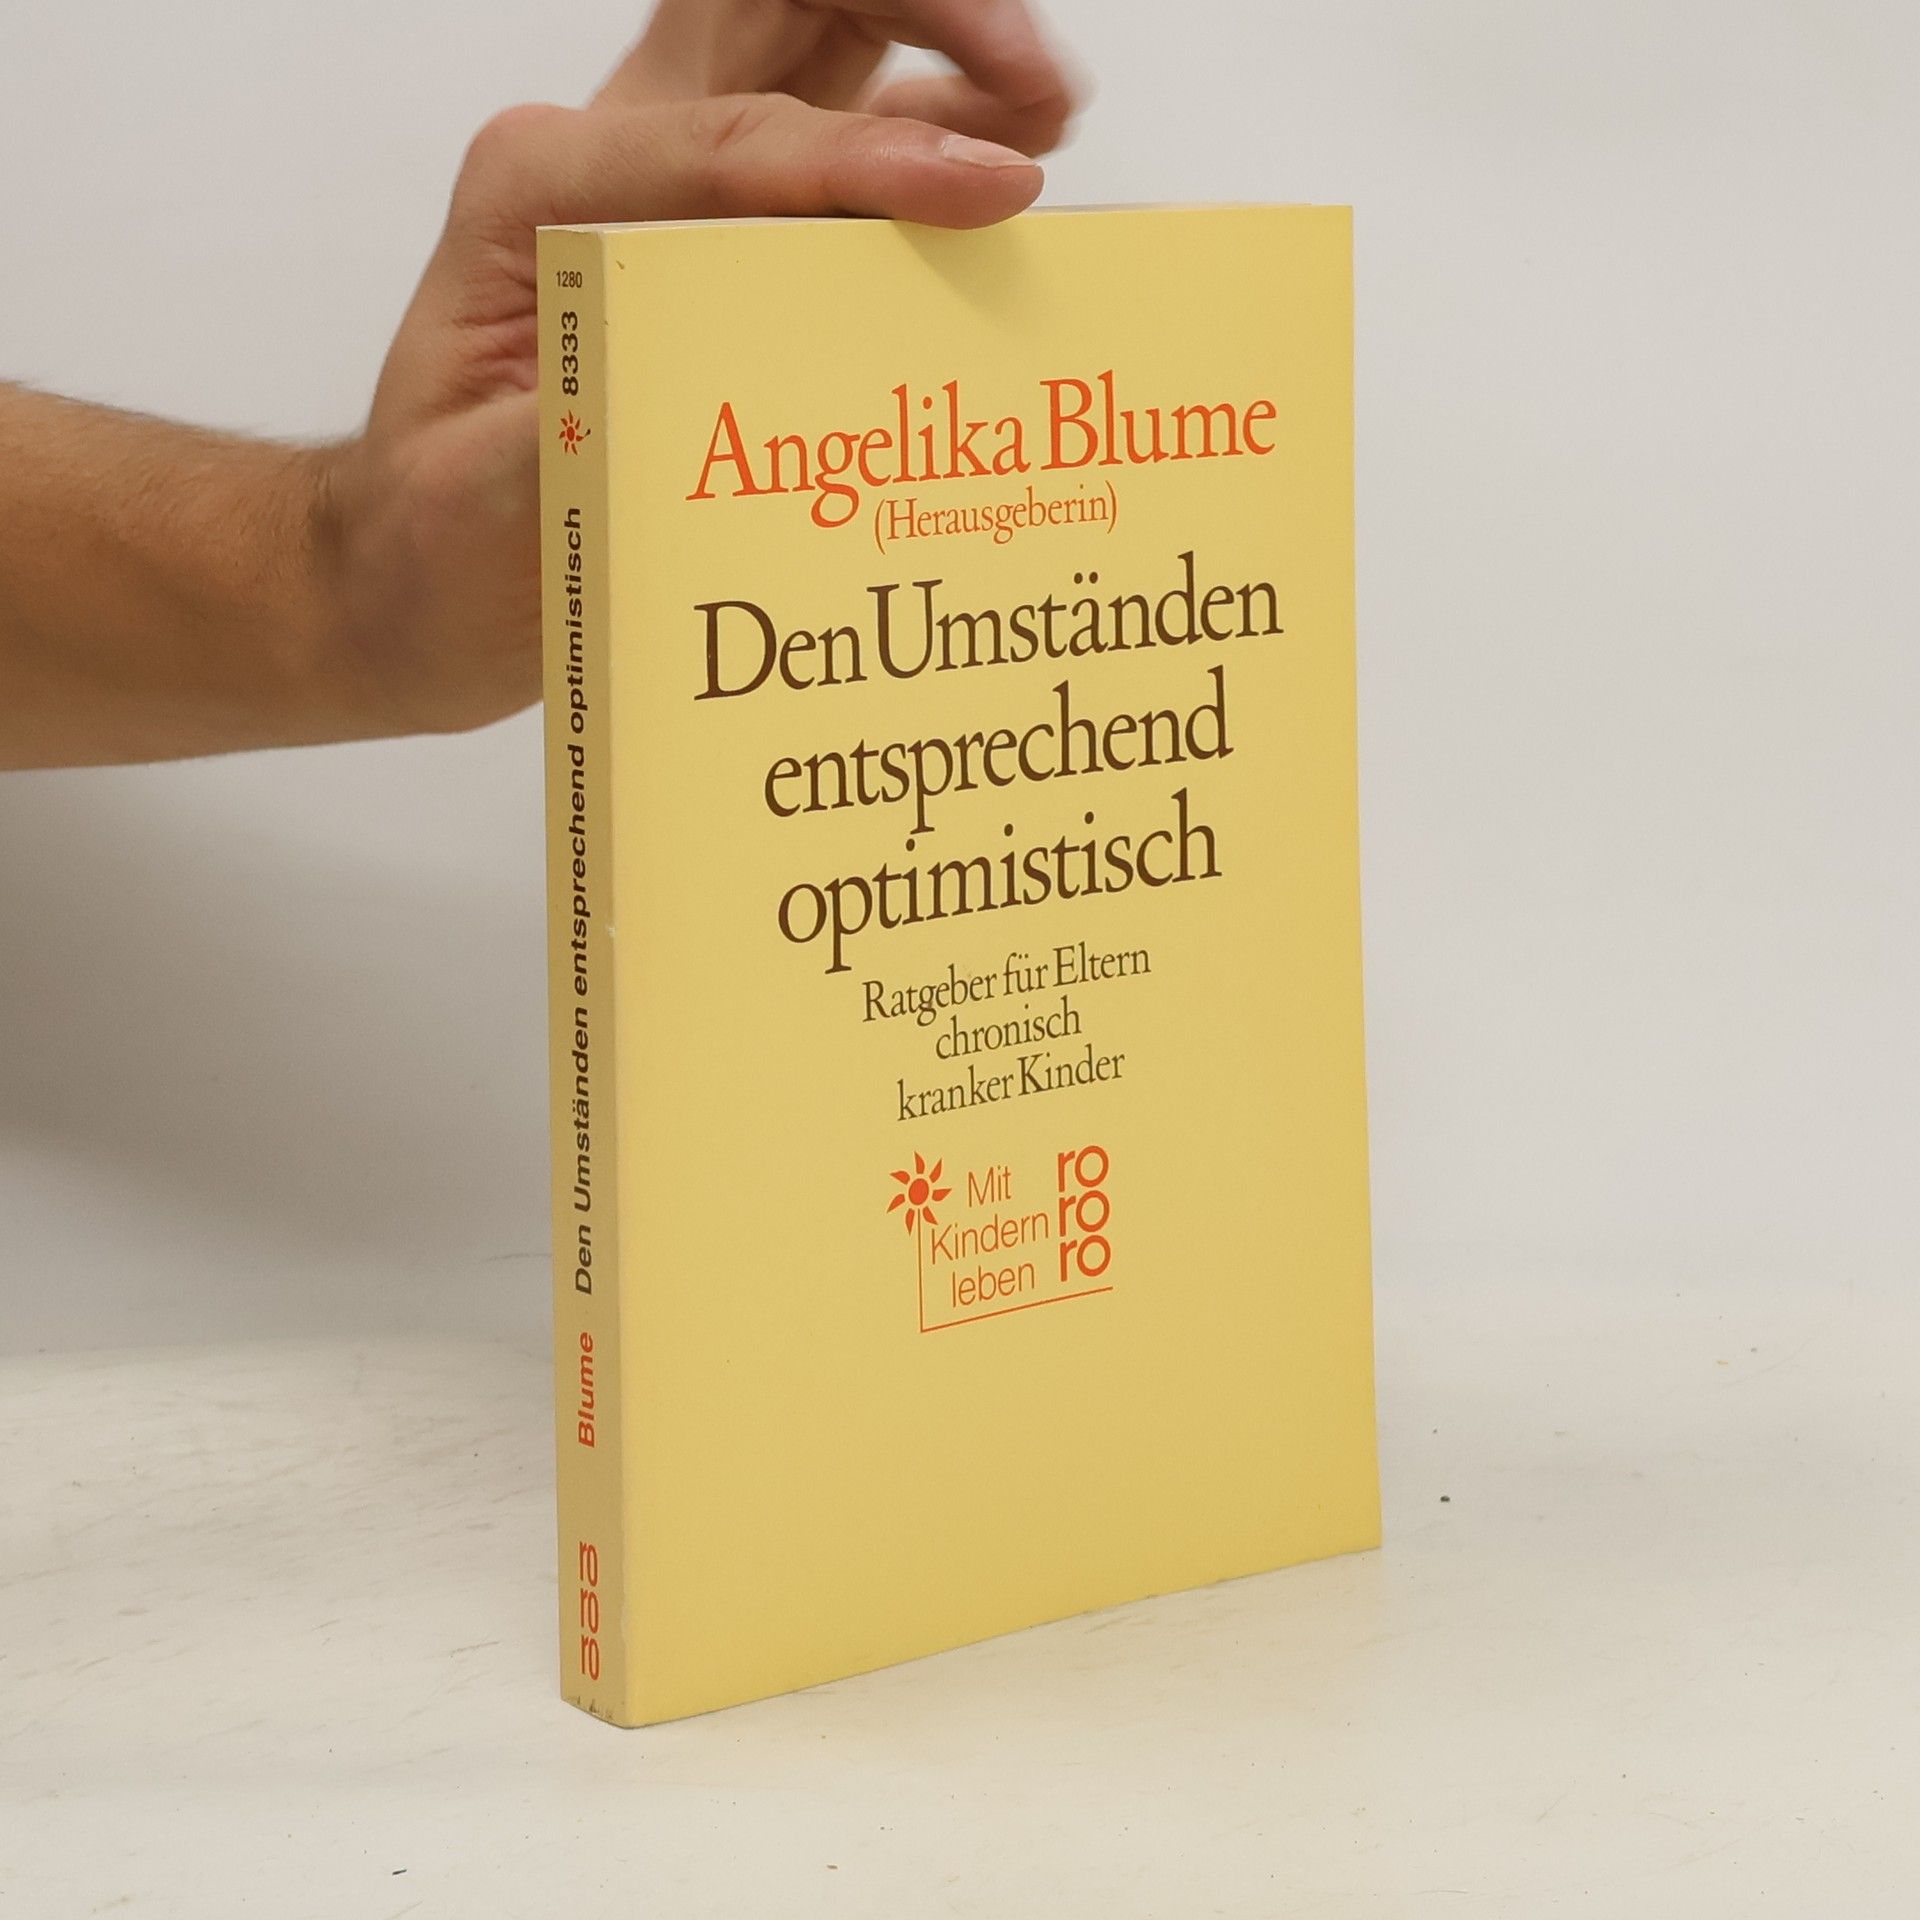 1280
8333
Den Umständen entsprechend optimistisch
Blume
ro
ro
ro
Angelika Blume
(Herausgeberin)
Den Umständen
entsprechend
optimistisch
Ratgeber für Eltern
chronisch
kranker Kinder
Mit
Kindern
leben
ro
ro
ro